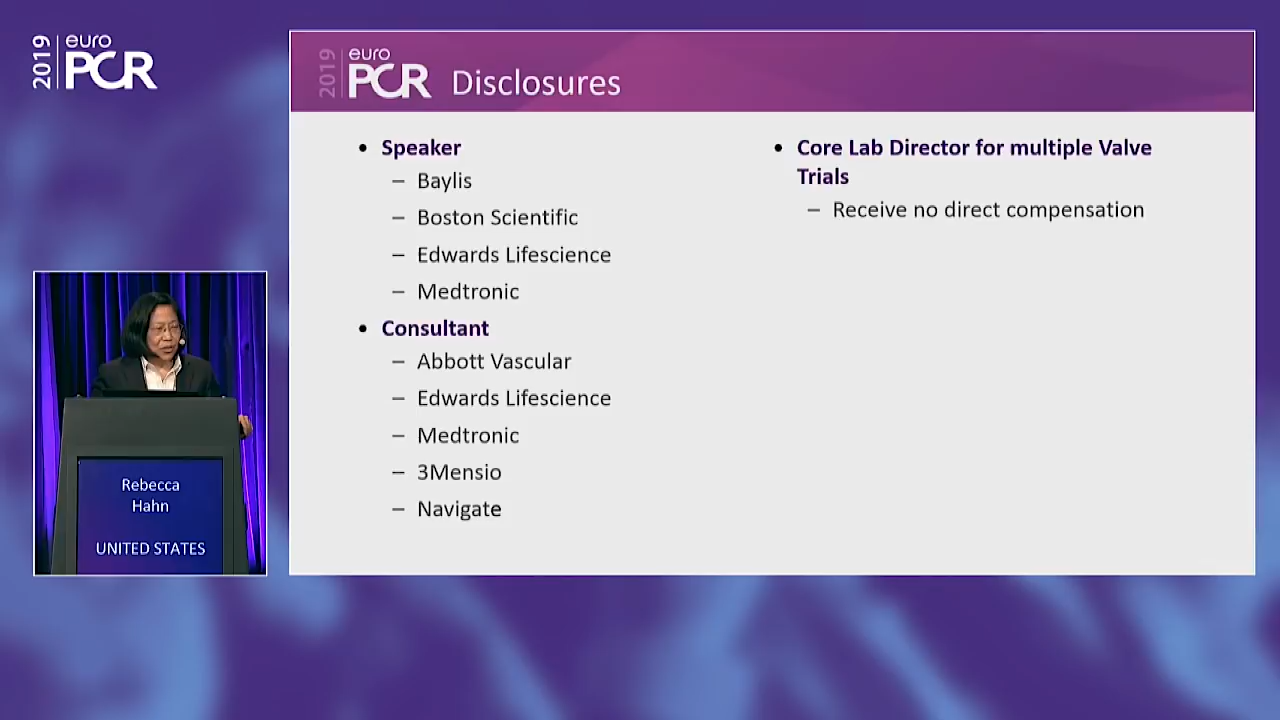 2019 euro PCR
2019 euro PCR Disclosures
• Speaker
– Baylis
– Boston Scientific
– Edwards Lifescience
– Medtronic
• Consultant
– Abbott Vascular
– Edwards Lifescience
– Medtronic
– 3Mensio
– Navigate
• Core Lab Director for multiple Valve
Trials
– Receive no direct compensation
Rebecca
Hahn
UNITED STATES